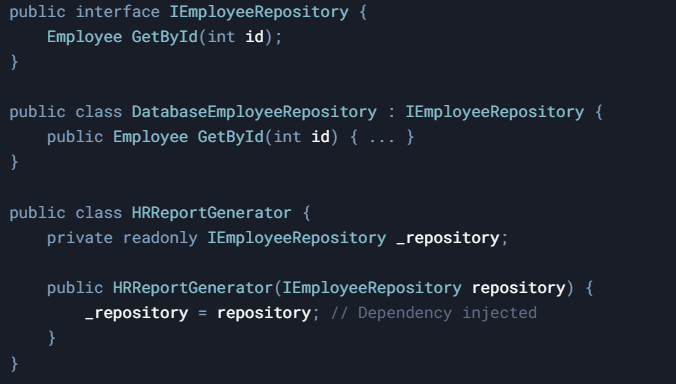 public interface IEmployeeRepository {
    Employee GetById(int id);
}

public class DatabaseEmployeeRepository : IEmployeeRepository {
    public Employee GetById(int id) { ... }
}

public class HRReportGenerator {
    private readonly IEmployeeRepository _repository;

    public HRReportGenerator(IEmployeeRepository repository) {
        _repository = repository; // Dependency injected
    }
}